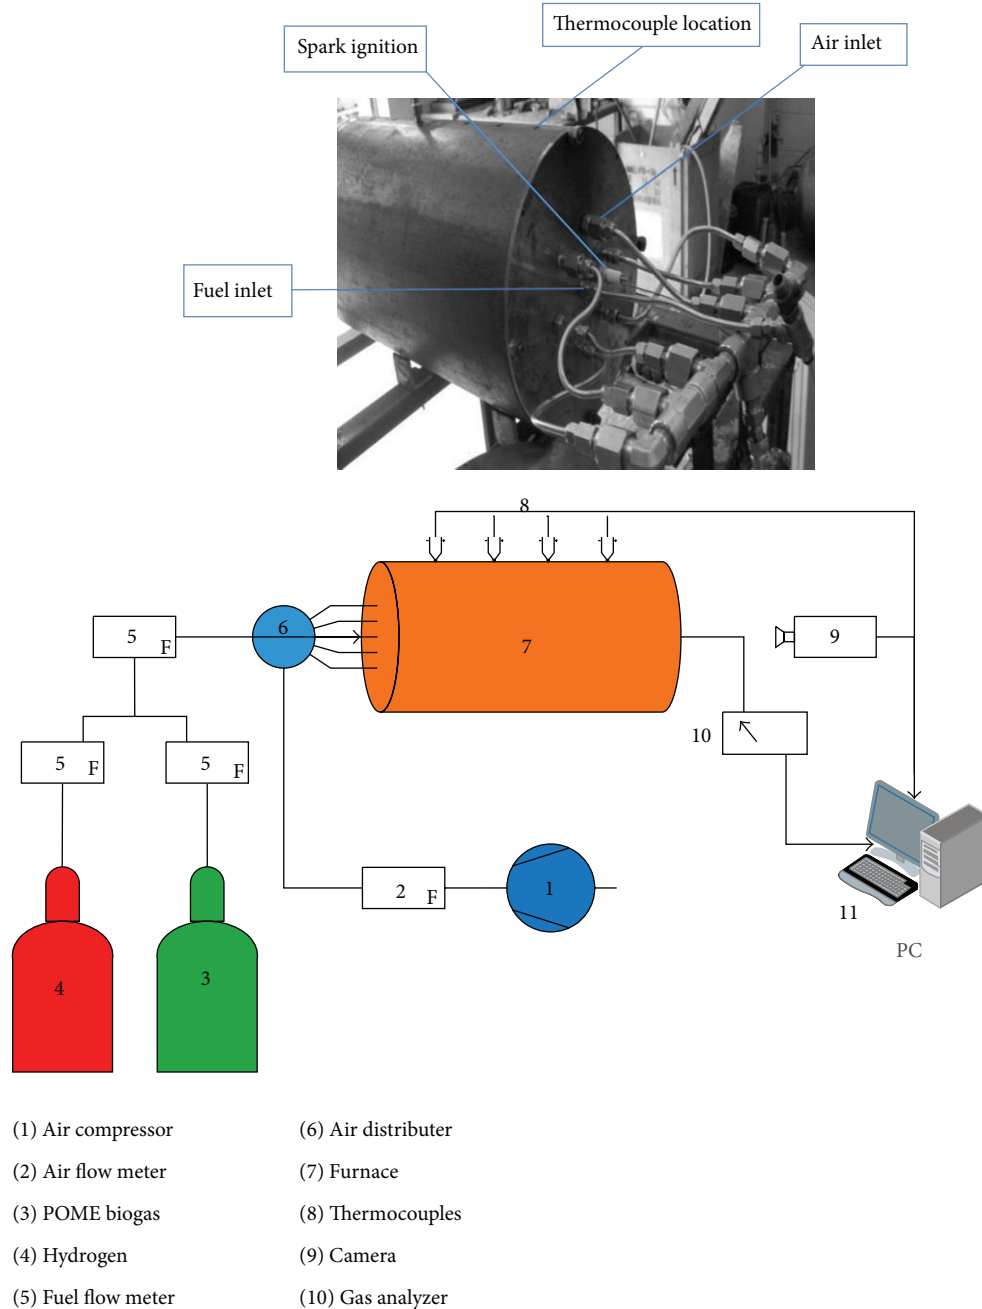 Thermocouple location
Spark ignition
Air inlet
Fuel inlet
8
5 F
6
7
9
10
5 F
5 F
2 F
1
11
PC
4
3
(1) Air compressor
(2) Air flow meter
(3) POME biogas
(4) Hydrogen
(5) Fuel flow meter
(6) Air distributer
(7) Furnace
(8) Thermocouples
(9) Camera
(10) Gas analyzer